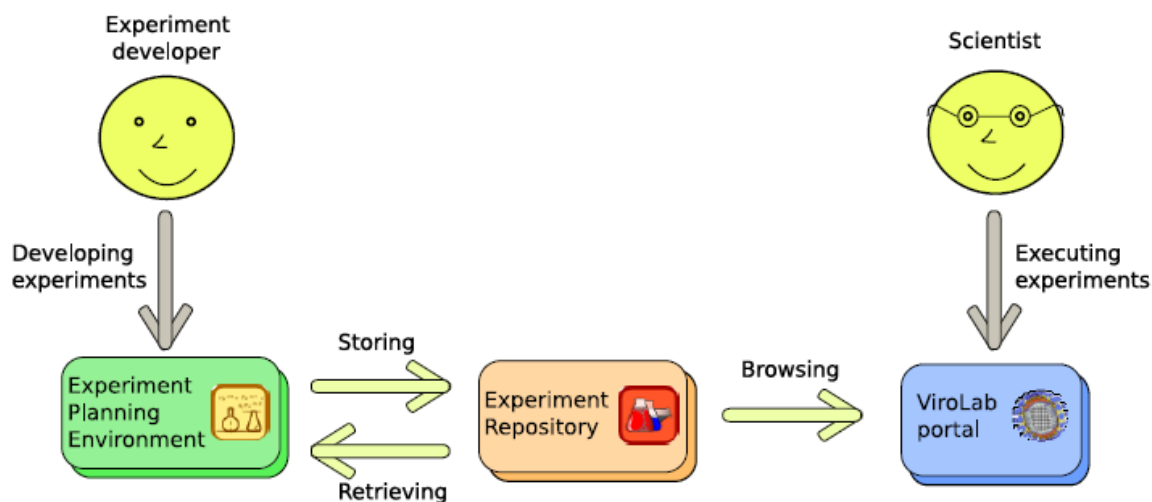 Experiment
developer
Scientist
Developing
experiments
Executing
experiments
Storing
Browsing
Experiment
Planning
Environment
Experiment
Repository
ViroLab
portal
Retrieving